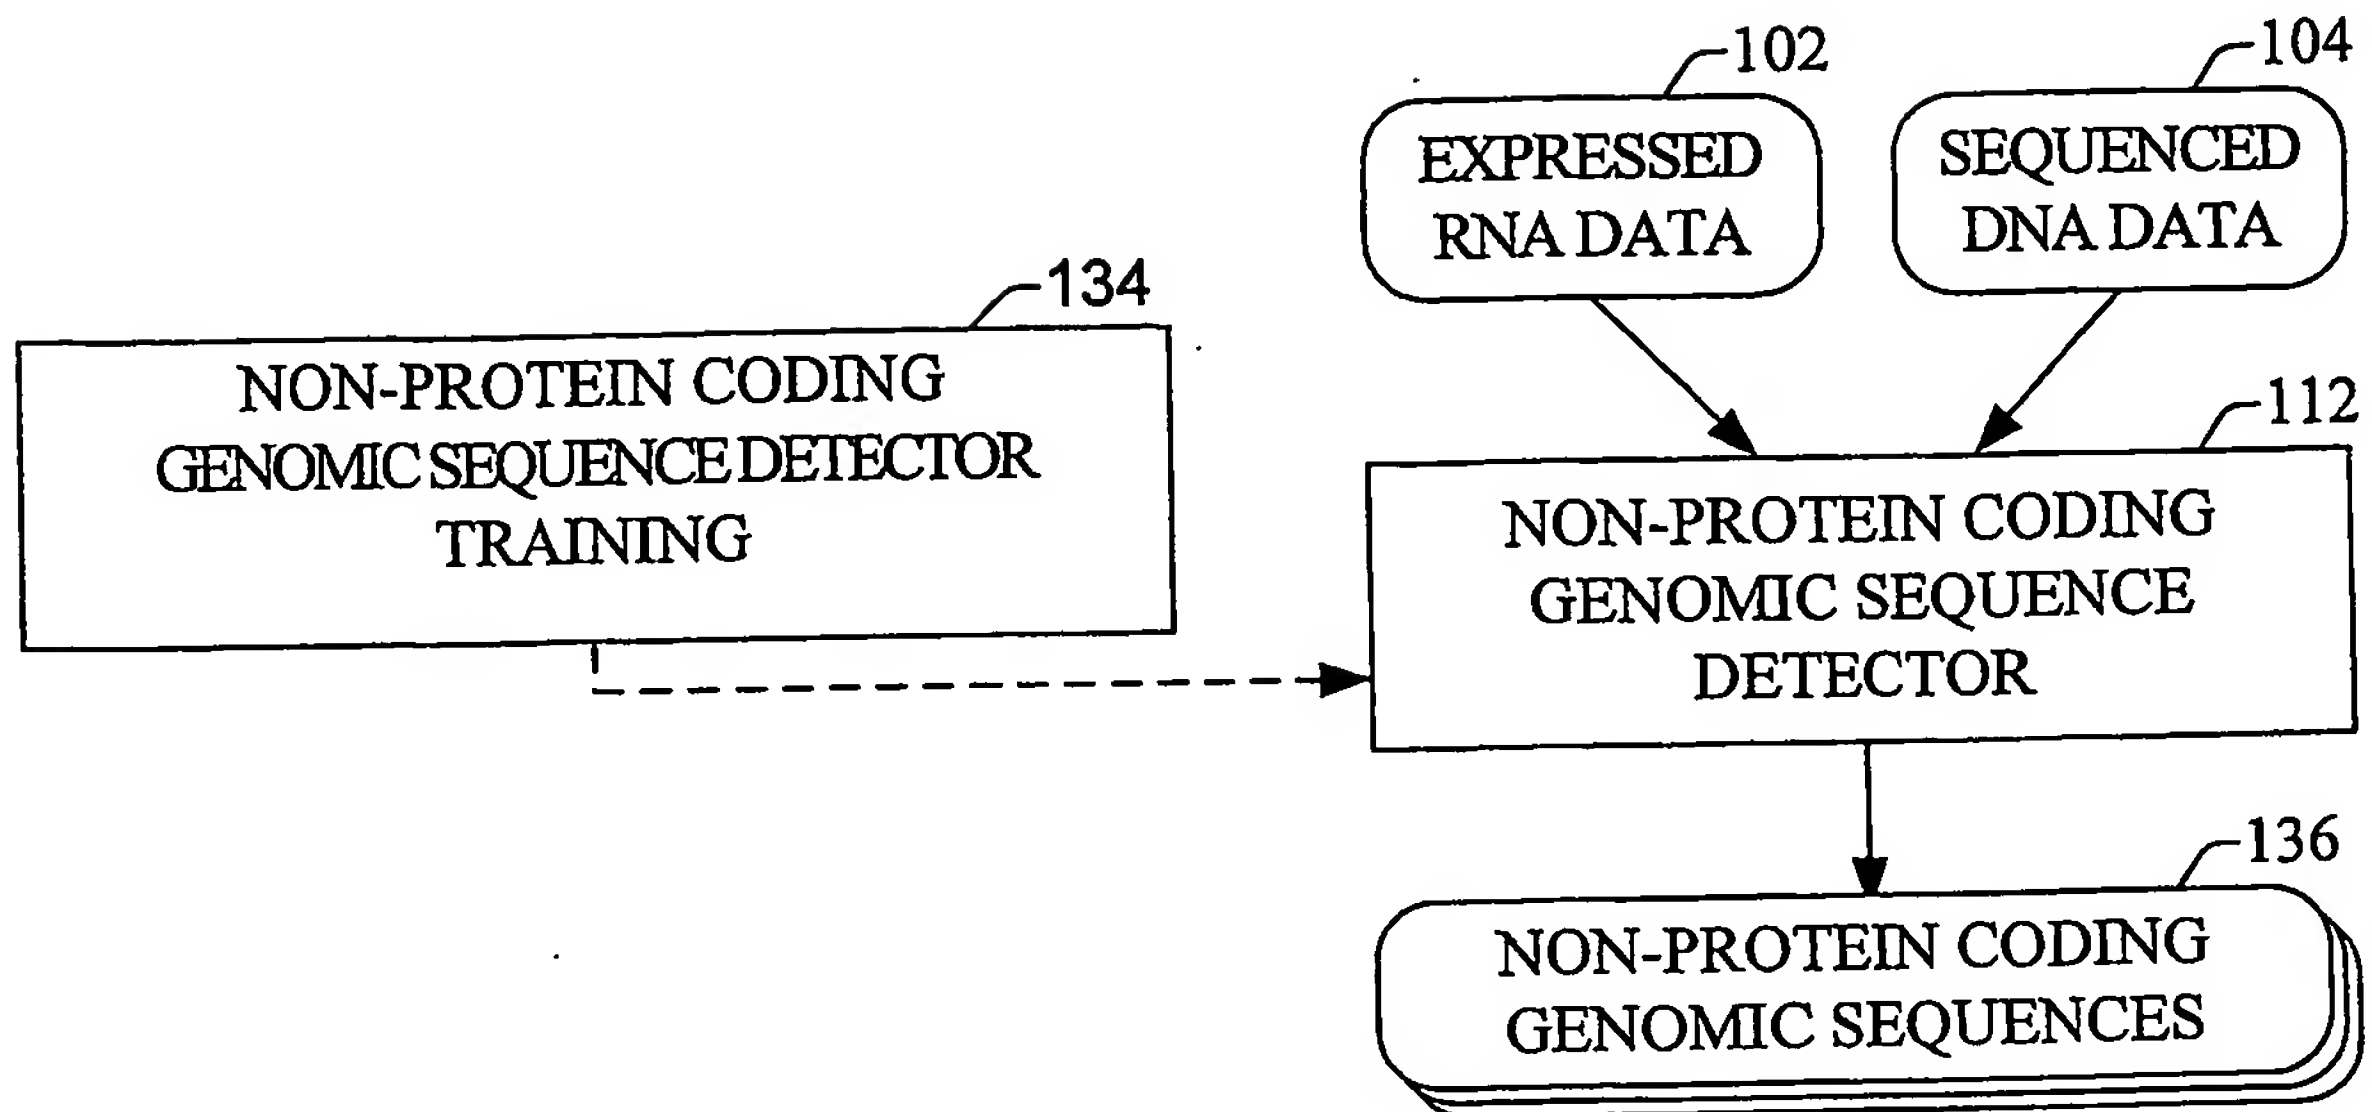 102
104
EXPRESSED
RNA DATA
SEQUENCED
DNA DATA
134
NON-PROTEIN CODING
GENOMIC SEQUENCE DETECTOR
TRAINING
112
NON-PROTEIN CODING
GENOMIC SEQUENCE
DETECTOR
136
NON-PROTEIN CODING
GENOMIC SEQUENCES